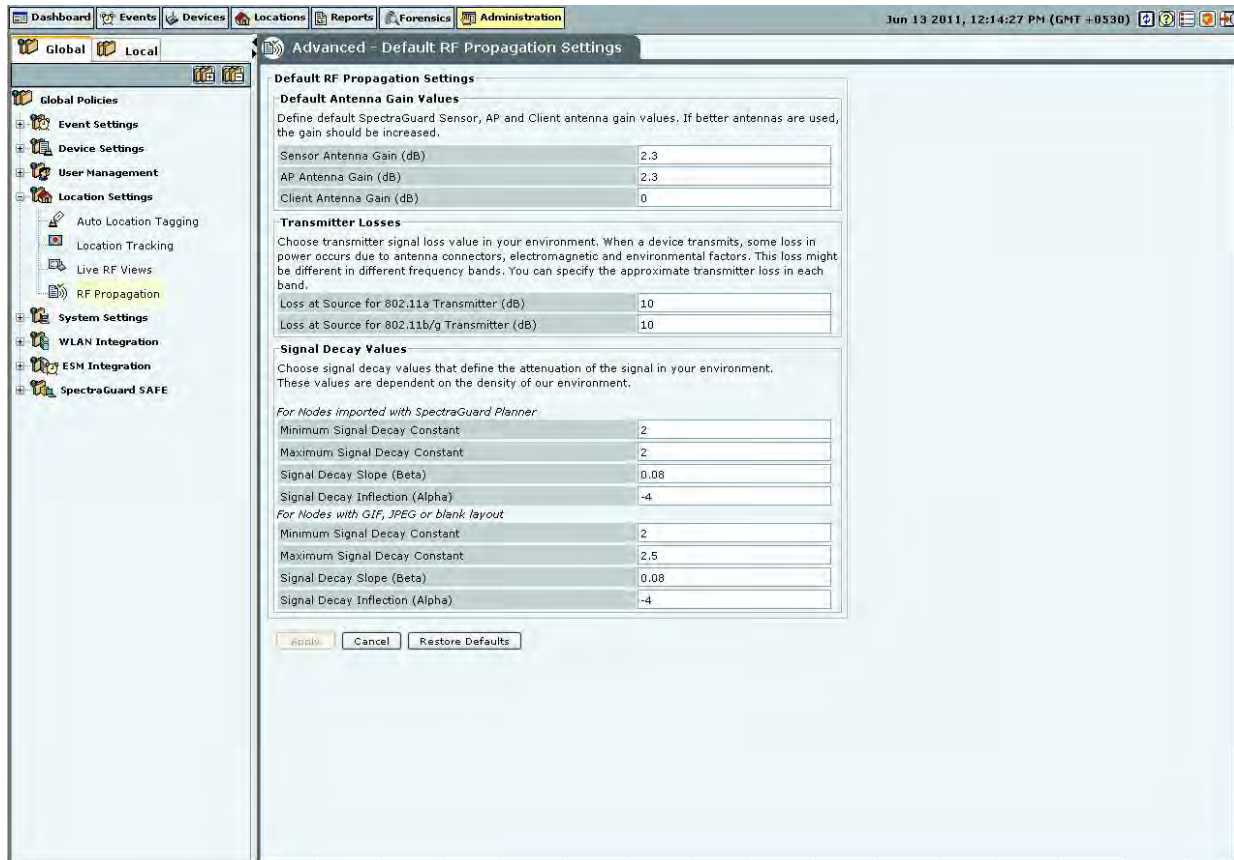 Dashboard Events Devices Locations Reports Forensics Administration
Jun 13 2011, 12:14:27 PM (GMT +0530)
Global Local
Global Policies
Event Settings
Device Settings
User Management
Location Settings
Auto Location Tagging
Location Tracking
Live RF Views
RF Propagation
System Settings
WLAN Integration
ESM Integration
SpectraGuard SAFE
Advanced - Default RF Propagation Settings
Default RF Propagation Settings
Default Antenna Gain Values
Define default SpectraGuard Sensor, AP and Client antenna gain values. If better antennas are used,
the gain should be increased.
Sensor Antenna Gain (dB) 2.3
AP Antenna Gain (dB) 2.3
Client Antenna Gain (dB) 0
Transmitter Losses
Choose transmitter signal loss value in your environment. When a device transmits, some loss in
power occurs due to antenna connectors, electromagnetic and environmental factors. This loss might
be different in different frequency bands. You can specify the approximate transmitter loss in each
band.
Loss at Source for 802.11a Transmitter (dB) 10
Loss at Source for 802.11b/g Transmitter (dB) 10
Signal Decay Values
Choose signal decay values that define the attenuation of the signal in your environment.
These values are dependent on the density of our environment.
For Nodes imported with SpectraGuard Planner
Minimum Signal Decay Constant 2
Maximum Signal Decay Constant 2
Signal Decay Slope (Beta) 0.08
Signal Decay Inflection (Alpha) -4
For Nodes with GIF, JPEG or blank layout
Minimum Signal Decay Constant 2
Maximum Signal Decay Constant 2.5
Signal Decay Slope (Beta) 0.08
Signal Decay Inflection (Alpha) -4
Apply Cancel Restore Defaults